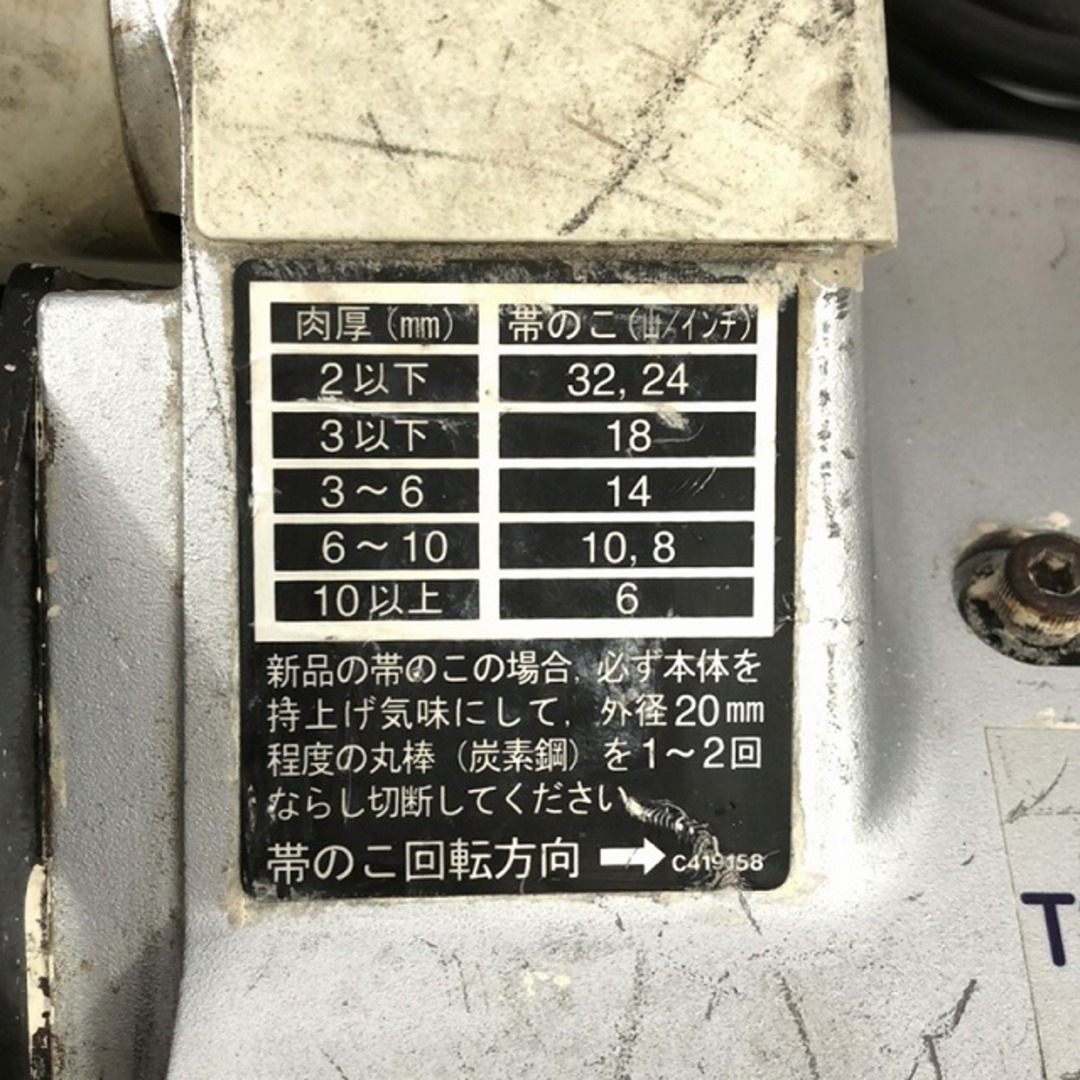 肉厚（mm） 帯のこ（山/インチ）
2以下 32, 24
3以下 18
3～6 14
6～10 10, 8
10以上 6
新品の帯のこの場合, 必ず本体を
持上げ気味にして, 外径20mm
程度の丸棒（炭素鋼）を1～2回
ならし切断してください。
帯のこ回転方向 ➡ C419158
T